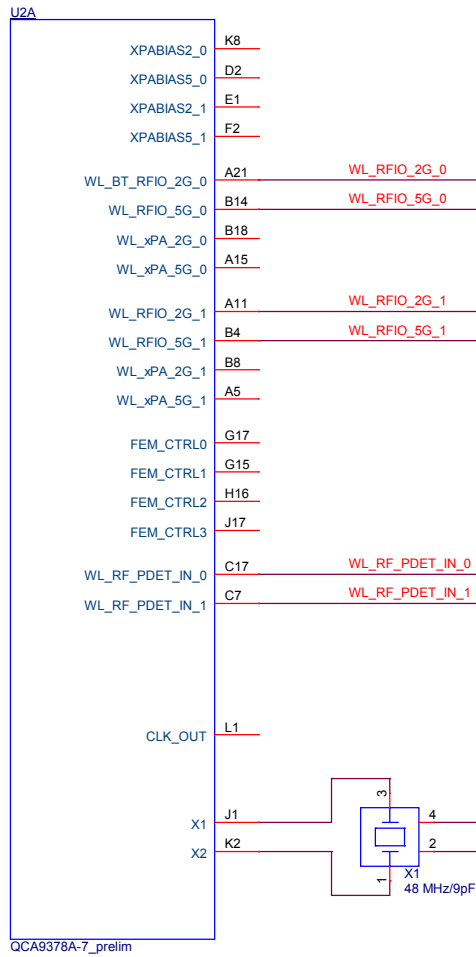 U2A
XPABIAS2_0 K8
XPABIAS5_0 D2
XPABIAS2_1 E1
XPABIAS5_1 F2
WL_BT_RFIO_2G_0 A21 WL_RFIO_2G_0
WL_RFIO_5G_0 B14 WL_RFIO_5G_0
WL_xPA_2G_0 B18
WL_xPA_5G_0 A15
WL_RFIO_2G_1 A11 WL_RFIO_2G_1
WL_RFIO_5G_1 B4 WL_RFIO_5G_1
WL_xPA_2G_1 B8
WL_xPA_5G_1 A5
FEM_CTRL0 G17
FEM_CTRL1 G15
FEM_CTRL2 H16
FEM_CTRL3 J17
WL_RF_PDET_IN_0 C17 WL_RF_PDET_IN_0
WL_RF_PDET_IN_1 C7 WL_RF_PDET_IN_1
CLK_OUT L1
3
X1 J1 4
X2 K2 2
1 X1
48 MHz/9pF
QCA9378A-7_prelim